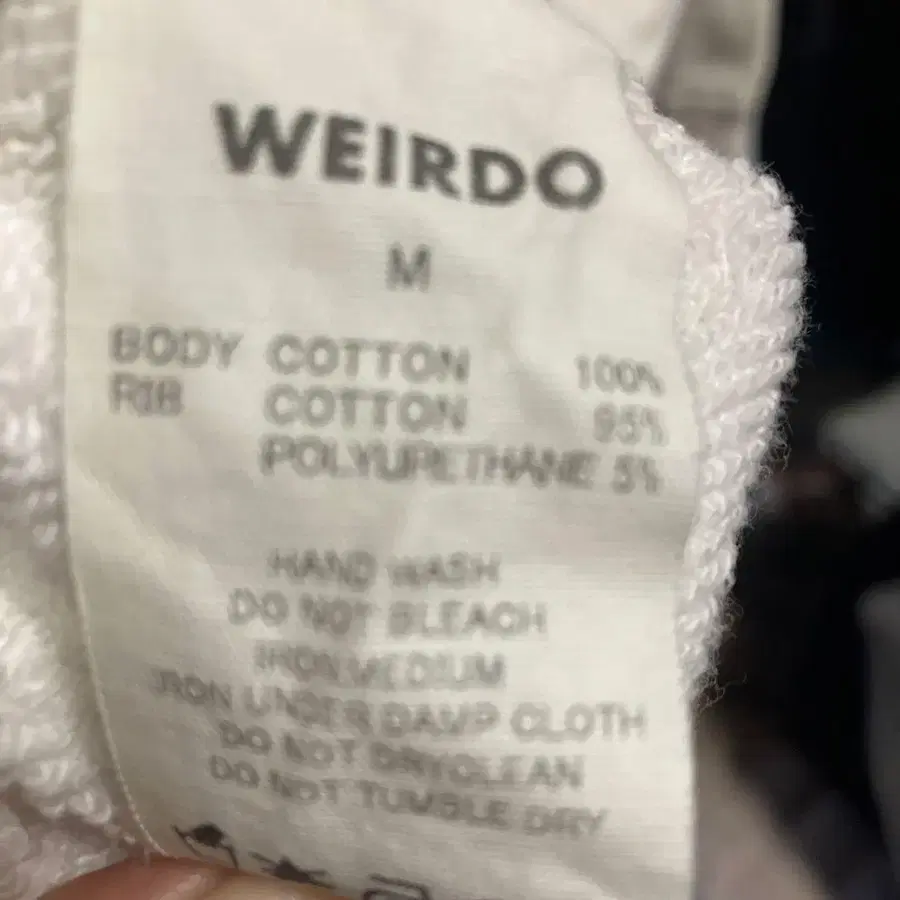 WEIRDO
M
BODY COTTON 100%
RIB COTTON 95%
POLYURETHANE 5%
HAND WASH
DO NOT BLEACH
IRON MEDIUM
IRON UNDER DAMP CLOTH
DO NOT DRYCLEAN
DO NOT TUMBLE DRY